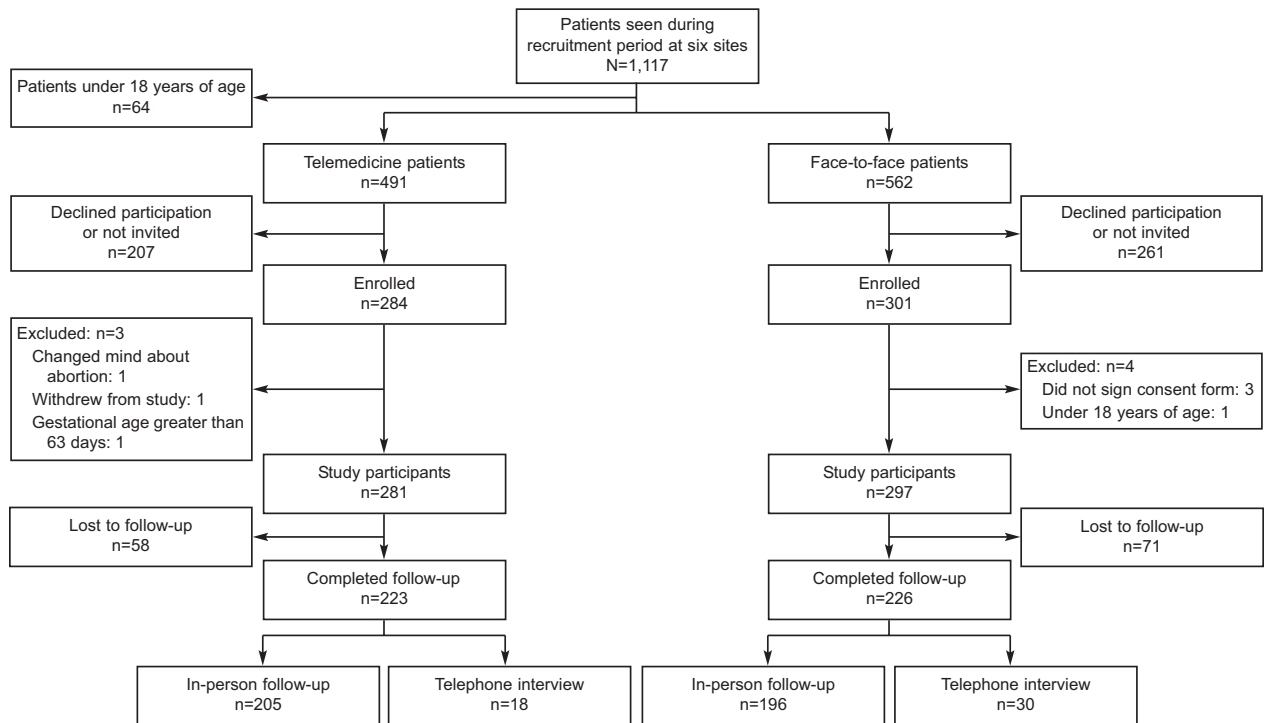 Patients seen during
recruitment period at six sites
N=1,117
Patients under 18 years of age
n=64
Telemedicine patients
n=491
Face-to-face patients
n=562
Declined participation
or not invited
n=207
Declined participation
or not invited
n=261
Enrolled
n=284
Enrolled
n=301
Excluded: n=3
Changed mind about
abortion: 1
Withdrew from study: 1
Gestational age greater than
63 days: 1
Excluded: n=4
Did not sign consent form: 3
Under 18 years of age: 1
Study participants
n=281
Study participants
n=297
Lost to follow-up
n=58
Lost to follow-up
n=71
Completed follow-up
n=223
Completed follow-up
n=226
In-person follow-up
n=205
Telephone interview
n=18
In-person follow-up
n=196
Telephone interview
n=30